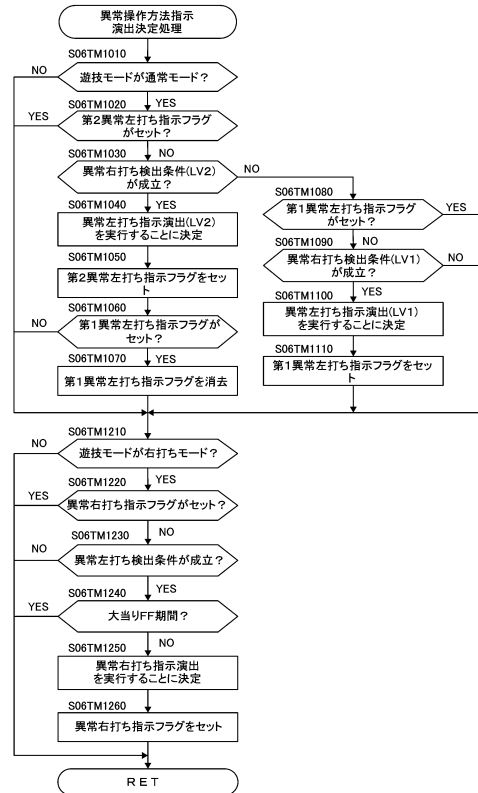 異常操作方法指示
演出決定処理
S06TM1010
遊技モードが通常モード？
NO
YES
S06TM1020
第2異常左打ち指示フラグ
がセット？
YES
NO
S06TM1030
異常右打ち検出条件(LV2)
が成立？
NO
YES
S06TM1040
異常左打ち指示演出(LV2)
を実行することに決定
S06TM1050
第2異常左打ち指示フラグをセッ
ト
S06TM1060
第1異常左打ち指示フラグが
セット？
NO
YES
S06TM1070
第1異常左打ち指示フラグを消去
S06TM1080
第1異常左打ち指示フラグ
がセット？
YES
NO
S06TM1090
異常右打ち検出条件(LV1)
が成立？
NO
YES
S06TM1100
異常左打ち指示演出(LV1)
を実行することに決定
S06TM1110
第1異常左打ち指示フラグをセッ
ト
S06TM1210
遊技モードが右打ちモード？
NO
YES
S06TM1220
異常右打ち指示フラグがセット？
YES
NO
S06TM1230
異常左打ち検出条件が成立？
NO
YES
S06TM1240
大当りFF期間？
YES
NO
S06TM1250
異常右打ち指示演出
を実行することに決定
S06TM1260
異常右打ち指示フラグをセット
ＲＥＴ